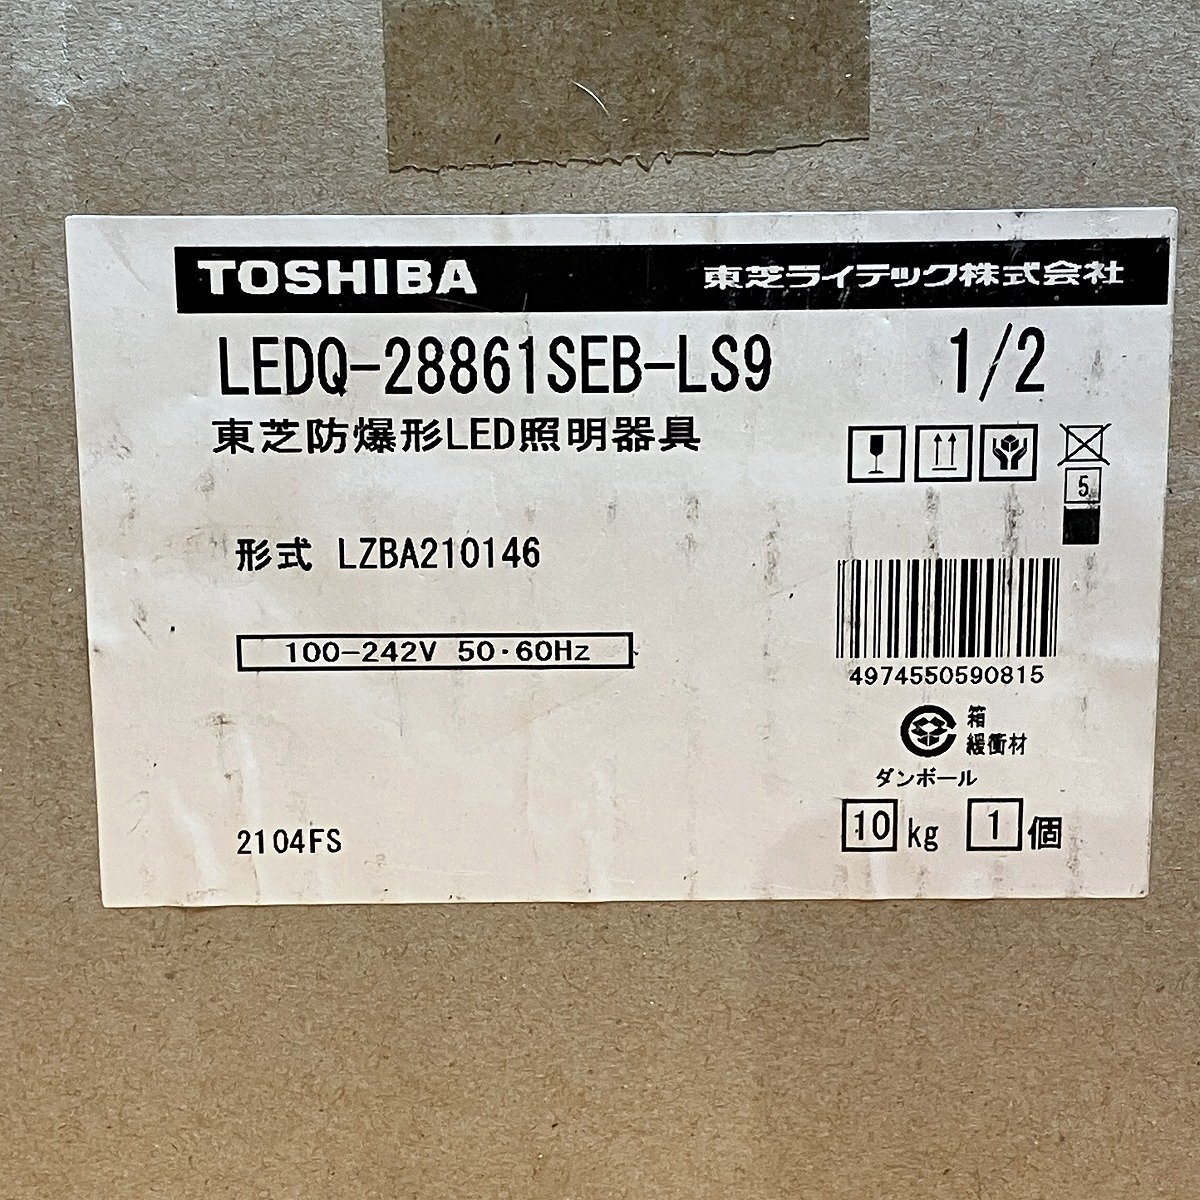 TOSHIBA 東芝ライテック株式会社
LEDQ-28861SEB-LS9 1/2
東芝防爆形LED照明器具
5
形式 LZBA210146
100-242V 50・60Hz
4974550590815
箱
緩衝材
ダンボール
2104FS
10 kg 1 個